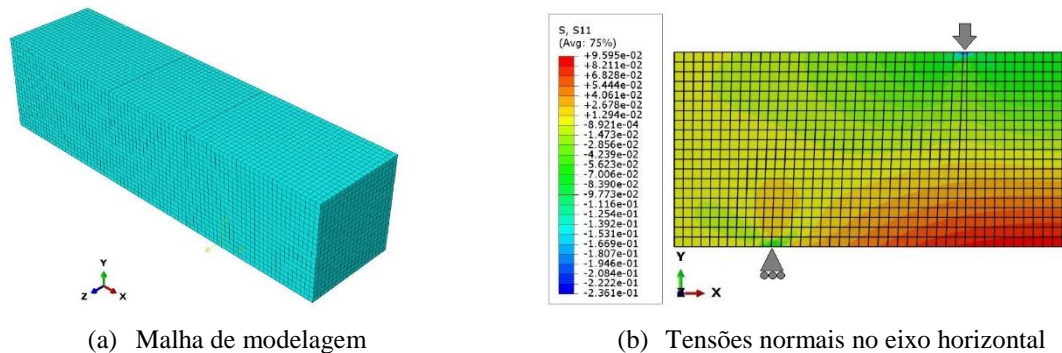 S, S11
(Avg: 75%)
+9.595e-02
+8.211e-02
+6.828e-02
+5.444e-02
+4.061e-02
+2.678e-02
+1.294e-02
-8.921e-04
-1.473e-02
-2.856e-02
-4.239e-02
-5.623e-02
-7.006e-02
-8.390e-02
-9.773e-02
-1.116e-01
-1.254e-01
-1.392e-01
-1.531e-01
-1.669e-01
-1.807e-01
-1.946e-01
-2.084e-01
-2.222e-01
-2.361e-01
Y
Z
X
Y
Z
X
(a) Malha de modelagem
(b) Tensões normais no eixo horizontal